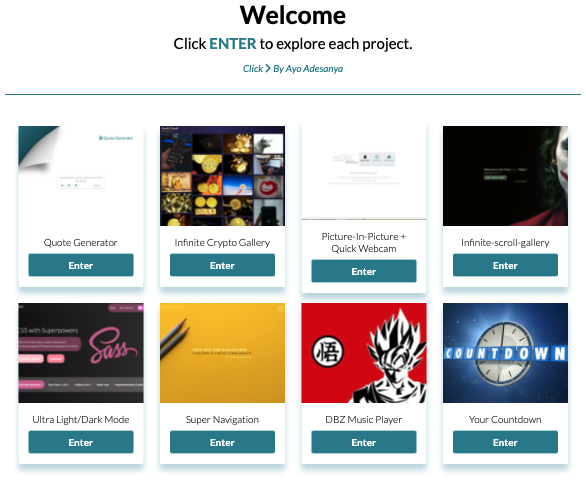 Welcome
Click ENTER to explore each project.
Click > By Ayo Adesanya
Quote Generator
Quote Generator
Enter
Infinite Crypto Gallery
Enter
Picture-In-Picture +
Quick Webcam
Enter
Infinite-scroll-gallery
Enter
CSS with Superpowers
Sass
Ultra Light/Dark Mode
Enter
Super Navigation
Enter
悟
DBZ Music Player
Enter
COUNTDOWN
Your Countdown
Enter